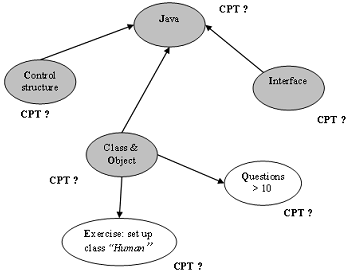 Java
CPT ?
Control
structure
CPT ?
Interface
CPT ?
Class &
Object
CPT ?
Questions
> 10
CPT ?
Exercise: set up
class "Human"
CPT ?